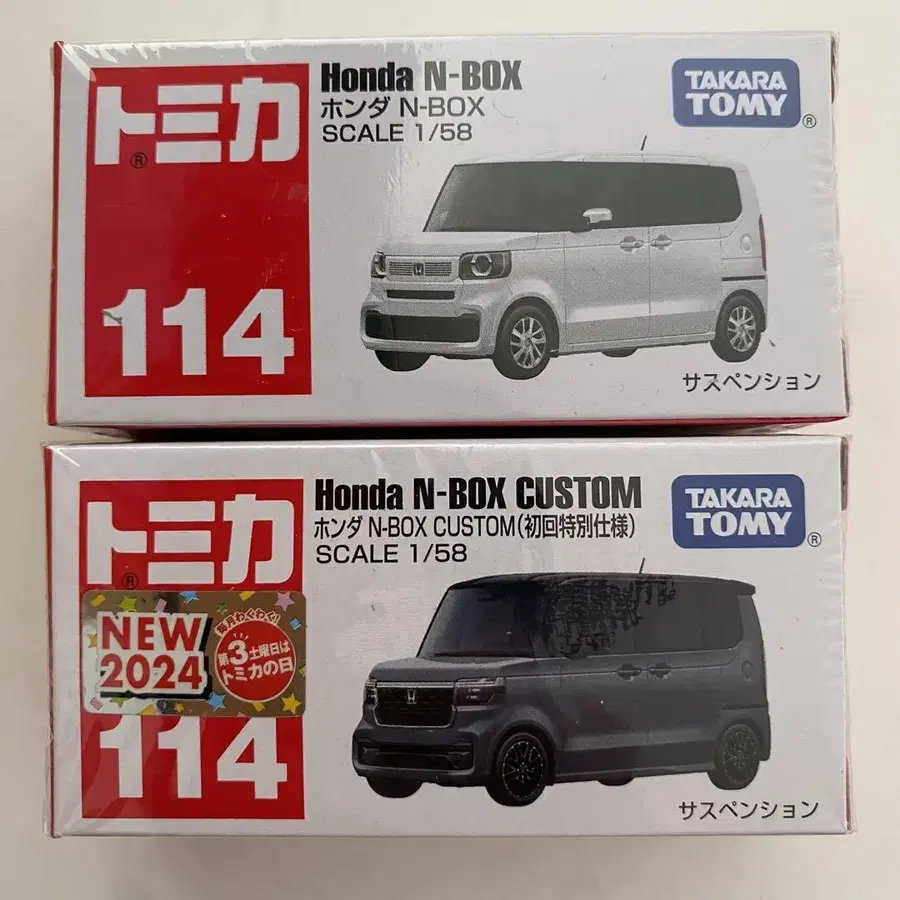 トミカ
®
114
Honda N-BOX
ホンダ N-BOX
SCALE 1/58
TAKARA
TOMY
®
サスペンション
トミカ
®
NEW
2024
毎月わくわく!
第3土曜日は
トミカの日
114
Honda N-BOX CUSTOM
ホンダ N-BOX CUSTOM(初回特別仕様)
SCALE 1/58
TAKARA
TOMY
®
サスペンション